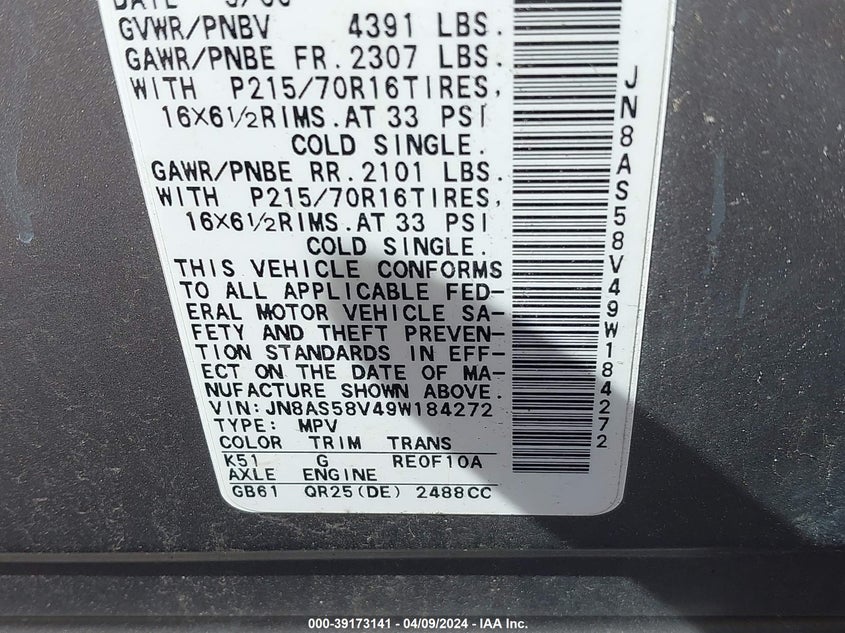 DATE
GVWR/PNBV 4391 LBS.
GAWR/PNBE FR. 2307 LBS.
WITH P215/70R16TIRES,
16X6½RIMS.AT 33 PSI
COLD SINGLE.
GAWR/PNBE RR. 2101 LBS.
WITH P215/70R16TIRES,
16X6½RIMS.AT 33 PSI
COLD SINGLE.
THIS VEHICLE CONFORMS
TO ALL APPLICABLE FED-
ERAL MOTOR VEHICLE SA-
FETY AND THEFT PREVEN-
TION STANDARDS IN EFF-
ECT ON THE DATE OF MA-
NUFACTURE SHOWN ABOVE.
VIN:JN8AS58V49W184272
TYPE: MPV
COLOR TRIM TRANS
K51 G RE0F10A
AXLE ENGINE
GB61 QR25(DE) 2488CC
JN8AS58V49W184272
000-39173141 - 04/09/2024 - IAA Inc.